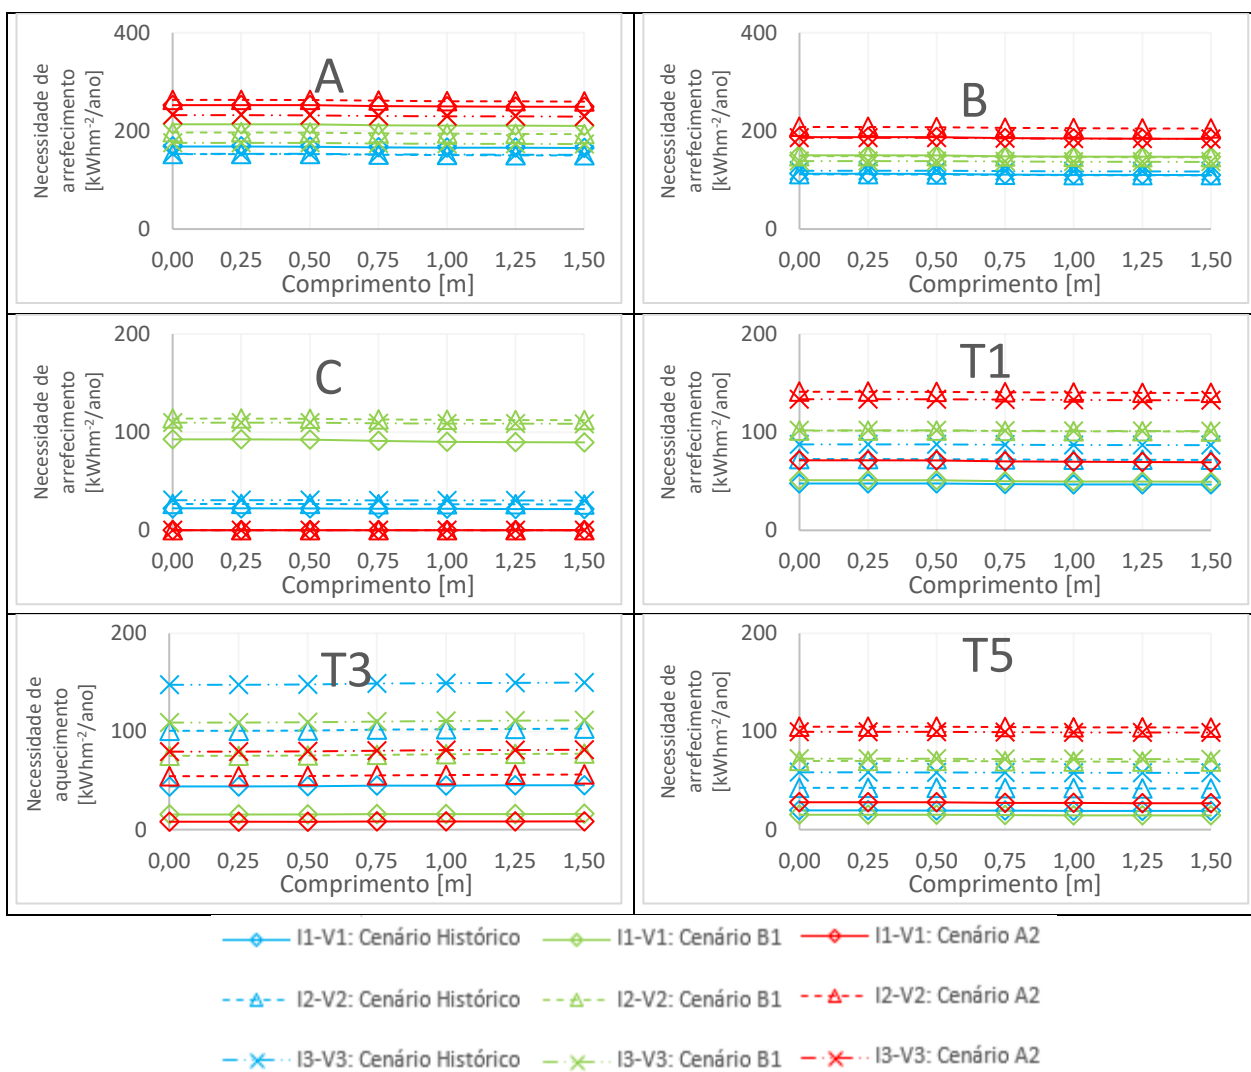 Necessidade de
arrefecimento
[kWhm⁻²/ano]
400
200
0
A
0,00 0,25 0,50 0,75 1,00 1,25 1,50
Comprimento [m]
Necessidade de
arrefecimento
[kWhm⁻²/ano]
400
200
0
B
0,00 0,25 0,50 0,75 1,00 1,25 1,50
Comprimento [m]
Necessidade de
arrefecimento
[kWhm⁻²/ano]
200
100
0
C
0,00 0,25 0,50 0,75 1,00 1,25 1,50
Comprimento [m]
Necessidade de
arrefecimento
[kWhm⁻²/ano]
200
100
0
T1
0,00 0,25 0,50 0,75 1,00 1,25 1,50
Comprimento [m]
Necessidade de
aquecimento
[kWhm⁻²/ano]
200
100
0
T3
0,00 0,25 0,50 0,75 1,00 1,25 1,50
Comprimento [m]
Necessidade de
arrefecimento
[kWhm⁻²/ano]
200
100
0
T5
0,00 0,25 0,50 0,75 1,00 1,25 1,50
Comprimento [m]
I1-V1: Cenário Histórico I1-V1: Cenário B1 I1-V1: Cenário A2
I2-V2: Cenário Histórico I2-V2: Cenário B1 I2-V2: Cenário A2
I3-V3: Cenário Histórico I3-V3: Cenário B1 I3-V3: Cenário A2